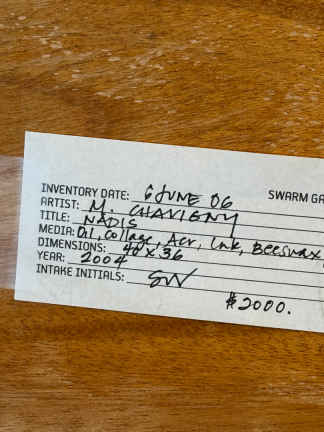 INVENTORY DATE: 6 JUNE 06 SWARM GA
ARTIST: M. CHAVIGNY
TITLE: NADIS
MEDIA: Oil, Collage, Acr, Ink, Beeswax,
DIMENSIONS: 40 x 36
YEAR: 2004
INTAKE INITIALS: SW
$2000.